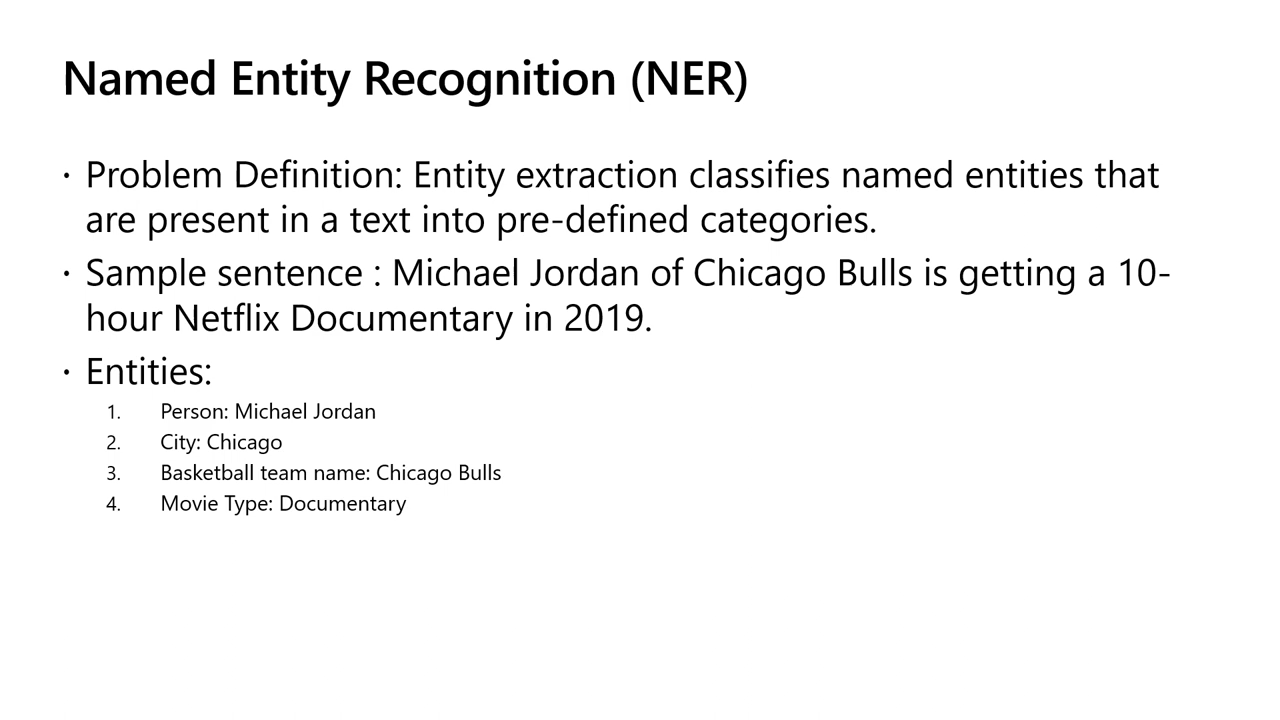 Named Entity Recognition (NER)
• Problem Definition: Entity extraction classifies named entities that
are present in a text into pre-defined categories.
• Sample sentence : Michael Jordan of Chicago Bulls is getting a 10-
hour Netflix Documentary in 2019.
• Entities:
1. Person: Michael Jordan
2. City: Chicago
3. Basketball team name: Chicago Bulls
4. Movie Type: Documentary